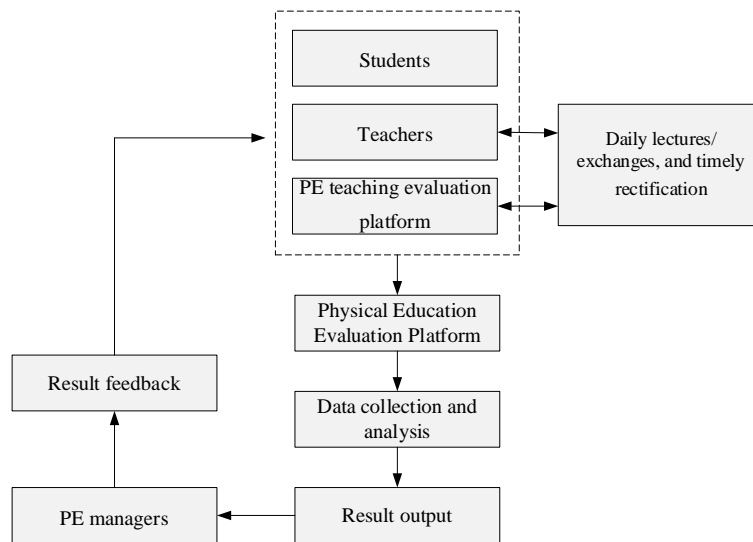 Students
Teachers
Daily lectures/
exchanges, and timely
rectification
PE teaching evaluation
platform
Physical Education
Evaluation Platform
Result feedback
Data collection and
analysis
PE managers
Result output